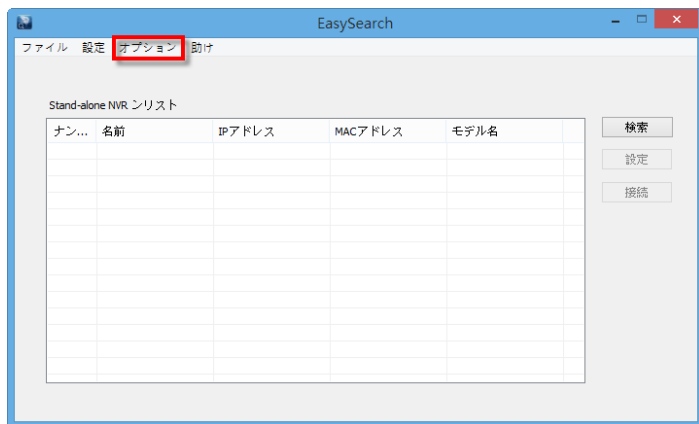 EasySearch
ファイル 設定 オプション 助け
Stand-alone NVR ンリスト
ナン... 名前 IPアドレス MACアドレス モデル名
検索
設定
接続